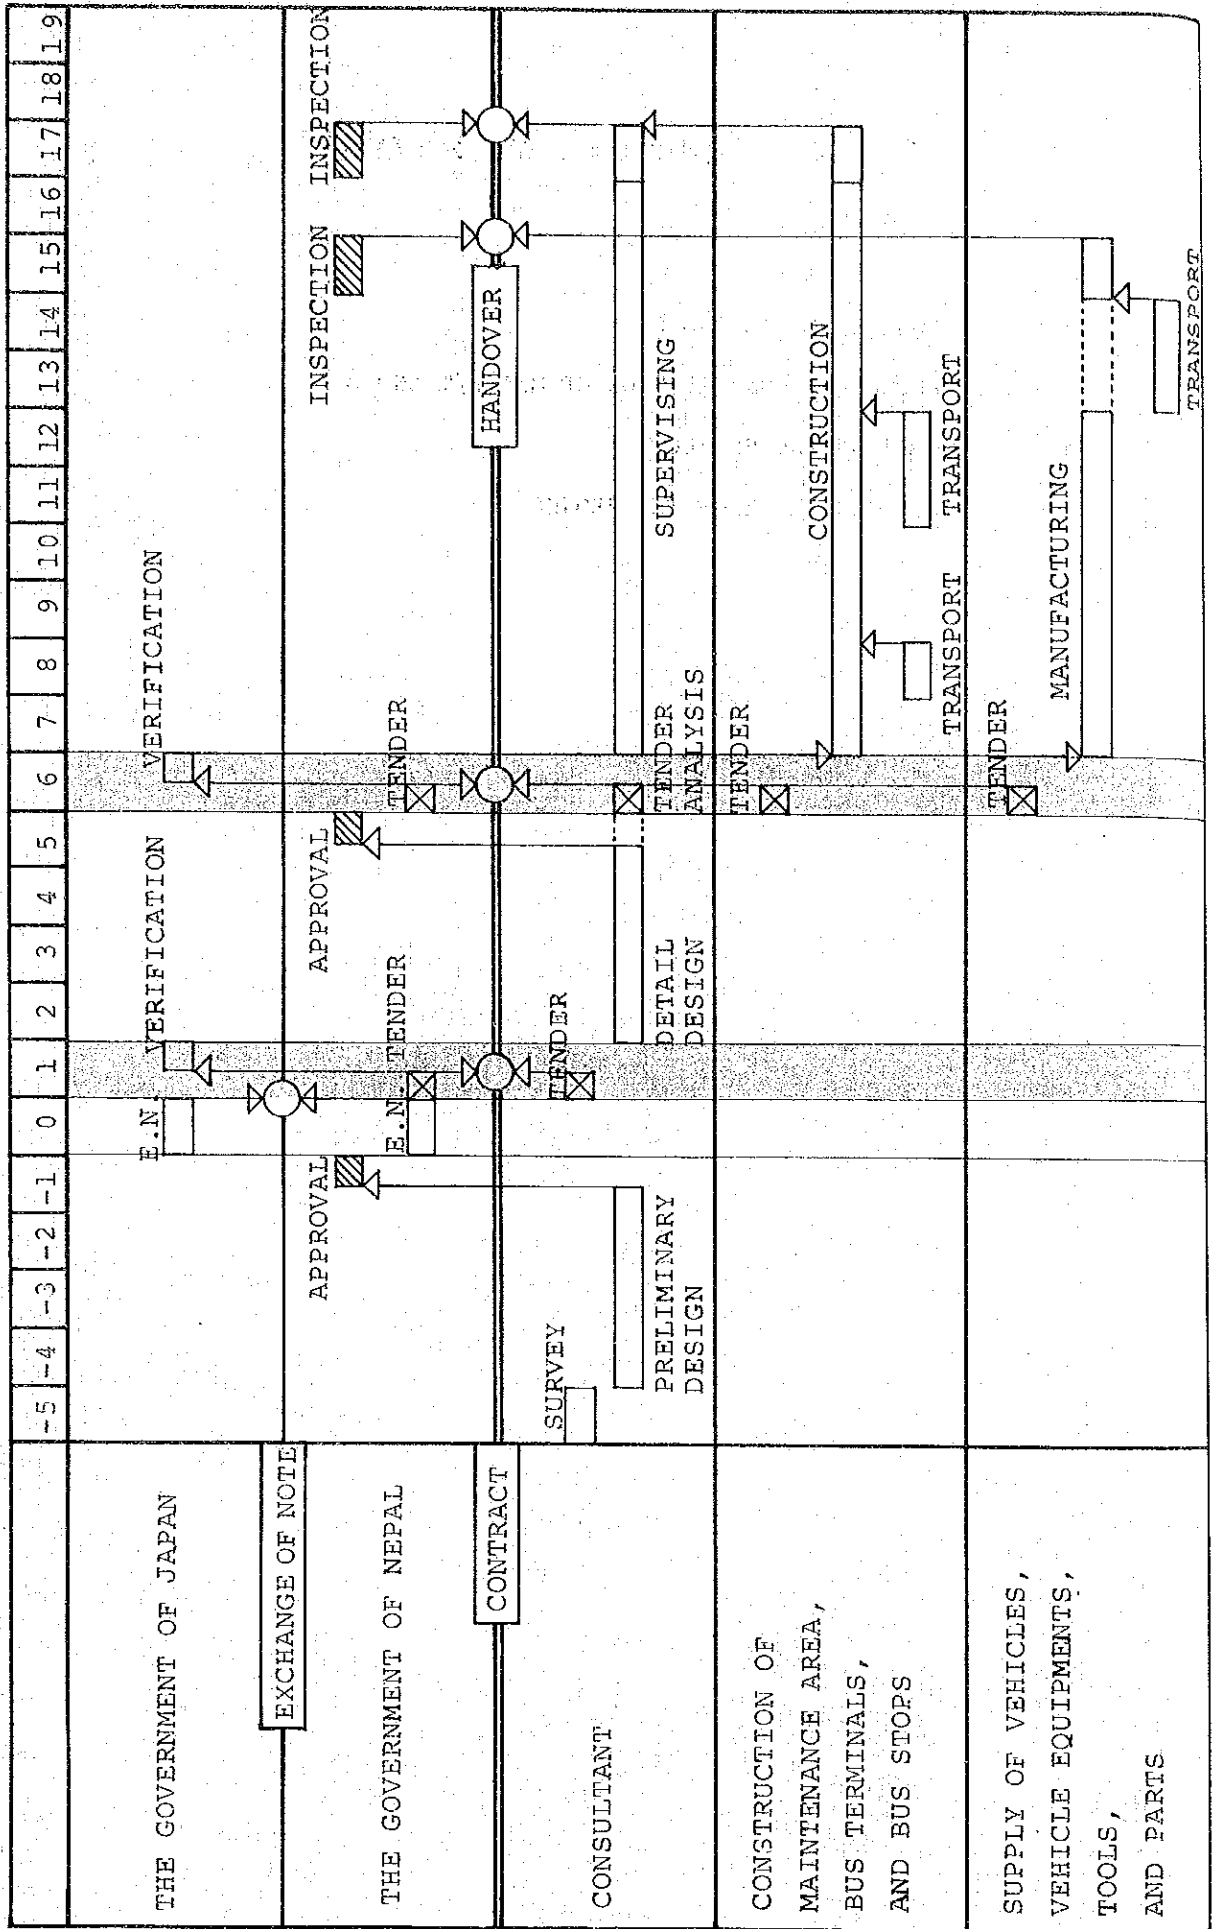 -5 -4 -3 -2 -1 0 1 2 3 4 5 6 7 8 9 10 11 12 13 14 15 16 17 18 19
THE GOVERNMENT OF JAPAN
E.N.
VERIFICATION
VERIFICATION
EXCHANGE OF NOTE
THE GOVERNMENT OF NEPAL
APPROVAL
E.N.
TENDER
APPROVAL
TENDER
INSPECTION
INSPECTION
CONTRACT
HANDOVER
CONSULTANT
SURVEY
PRELIMINARY
DESIGN
TENDER
DETAIL
DESIGN
TENDER
ANALYSIS
SUPERVISING
CONSTRUCTION OF
MAINTENANCE AREA,
BUS TERMINALS,
AND BUS STOPS
TENDER
CONSTRUCTION
TRANSPORT
TRANSPORT
SUPPLY OF VEHICLES,
VEHICLE EQUIPMENTS,
TOOLS,
AND PARTS
TENDER
MANUFACTURING
TRANSPORT